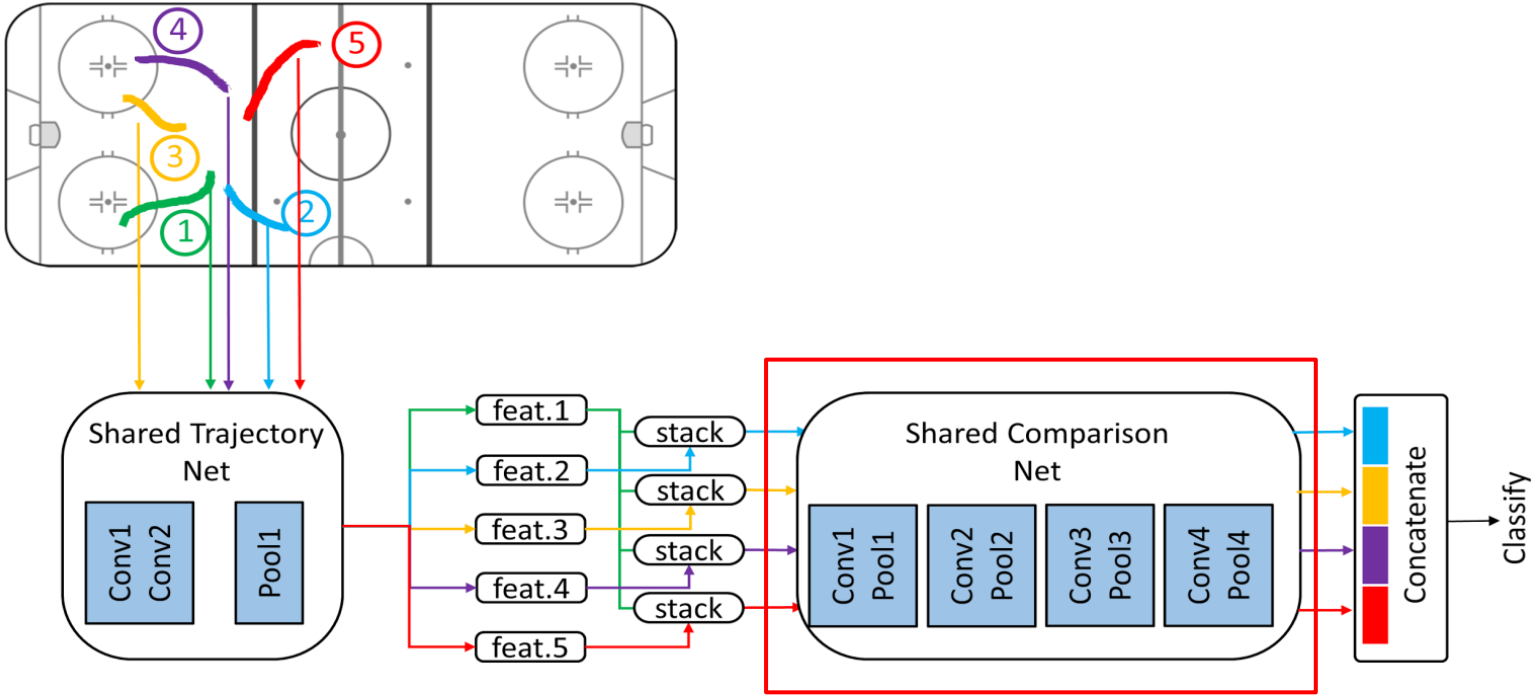 4
5
3
2
1
Shared Trajectory
Net
Conv1
Conv2
Pool1
feat.1
feat.2
feat.3
feat.4
feat.5
stack
stack
stack
stack
Shared Comparison
Net
Conv1
Pool1
Conv2
Pool2
Conv3
Pool3
Conv4
Pool4
Concatenate
Classify